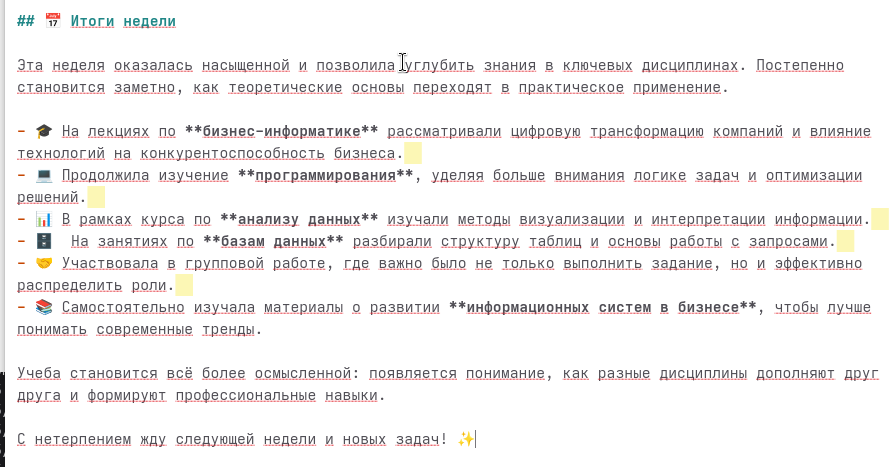 ## 📅 Итоги недели
Эта неделя оказалась насыщенной и позволила углубить знания в ключевых дисциплинах. Постепенно
становится заметно, как теоретические основы переходят в практическое применение.
- 🎓 На лекциях по **бизнес-информатике** рассматривали цифровую трансформацию компаний и влияние
технологий на конкурентоспособность бизнеса.
- 💻 Продолжила изучение **программирования**, уделяя больше внимания логике задач и оптимизации
решений.
- 📊 В рамках курса по **анализу данных** изучали методы визуализации и интерпретации информации.
- 🗄️ На занятиях по **базам данных** разбирали структуру таблиц и основы работы с запросами.
- 🤝 Участвовала в групповой работе, где важно было не только выполнить задание, но и эффективно
распределить роли.
- 📚 Самостоятельно изучала материалы о развитии **информационных систем в бизнесе**, чтобы лучше
понимать современные тренды.
Учеба становится всё более осмысленной: появляется понимание, как разные дисциплины дополняют друг
друга и формируют профессиональные навыки.
С нетерпением жду следующей недели и новых задач! ✨